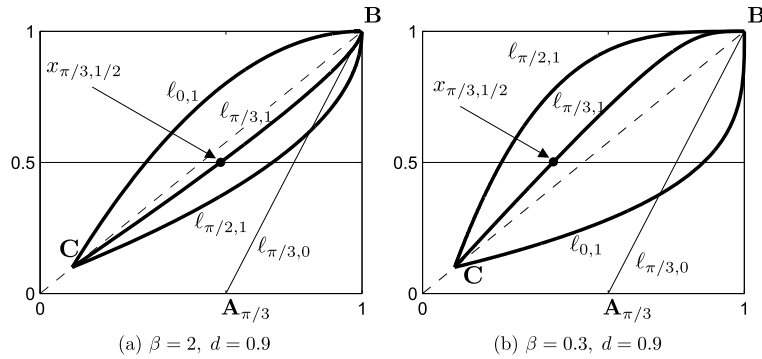 B
1
x_{π/3,1/2}
ℓ_{0,1}
ℓ_{π/3,1}
0.5
ℓ_{π/2,1}
ℓ_{π/3,0}
C
0
0
A_{π/3}
1
(a) β = 2, d = 0.9
B
1
ℓ_{π/2,1}
x_{π/3,1/2}
ℓ_{π/3,1}
0.5
ℓ_{0,1}
ℓ_{π/3,0}
C
0
0
A_{π/3}
1
(b) β = 0.3, d = 0.9